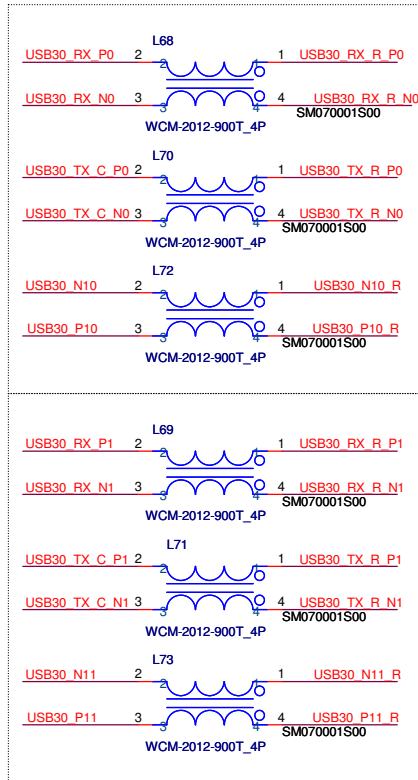 L68
USB30_RX_P0 2 2 1 1 USB30_RX_R_P0
USB30_RX_N0 3 3 4 4 USB30_RX_R_N0
SM070001S00
WCM-2012-900T_4P
L70
USB30_TX_C_P0 2 2 1 1 USB30_TX_R_P0
USB30_TX_C_N0 3 3 4 4 USB30_TX_R_N0
SM070001S00
WCM-2012-900T_4P
L72
USB30_N10 2 2 1 1 USB30_N10_R
USB30_P10 3 3 4 4 USB30_P10_R
SM070001S00
WCM-2012-900T_4P
L69
USB30_RX_P1 2 2 1 1 USB30_RX_R_P1
USB30_RX_N1 3 3 4 4 USB30_RX_R_N1
SM070001S00
WCM-2012-900T_4P
L71
USB30_TX_C_P1 2 2 1 1 USB30_TX_R_P1
USB30_TX_C_N1 3 3 4 4 USB30_TX_R_N1
SM070001S00
WCM-2012-900T_4P
L73
USB30_N11 2 2 1 1 USB30_N11_R
USB30_P11 3 3 4 4 USB30_P11_R
SM070001S00
WCM-2012-900T_4P